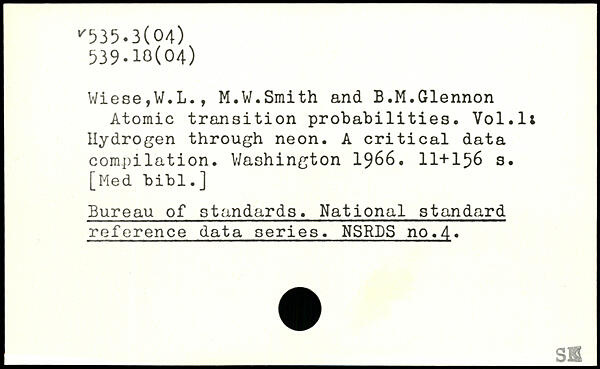 v535.3(04)
539.18(04)
Wiese,W.L., M.W.Smith and B.M.Glennon
Atomic transition probabilities. Vol.1:
Hydrogen through neon. A critical data
compilation. Washington 1966. 11+156 s.
[Med bibl.]
Bureau of standards. National standard
reference data series. NSRDS no.4.